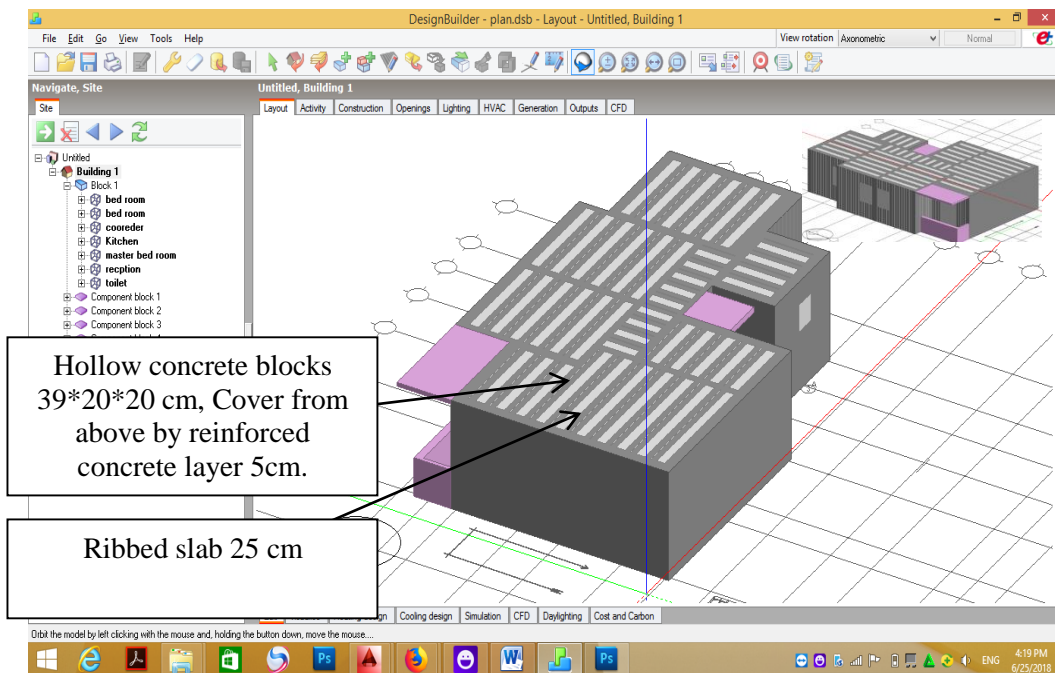 DesignBuilder - plan.dsb - Layout - Untitled, Building 1
File Edit Go View Tools Help
View rotation Axonometric Normal
Navigate, Site
Untitled, Building 1
Site
Layout Activity Construction Openings Lighting HVAC Generation Outputs CFD
Untitled
Building 1
Block 1
bed room
bed room
cooreder
Kitchen
master bed room
recption
toilet
Component block 1
Component block 2
Component block 3
Hollow concrete blocks
39*20*20 cm, Cover from
above by reinforced
concrete layer 5cm.
Ribbed slab 25 cm
Cooling design Simulation CFD Daylighting Cost and Carbon
Orbit the model by left clicking with the mouse and, holding the button down, move the mouse....
Ps
W
Ps
ENG
4:19 PM
6/25/2018